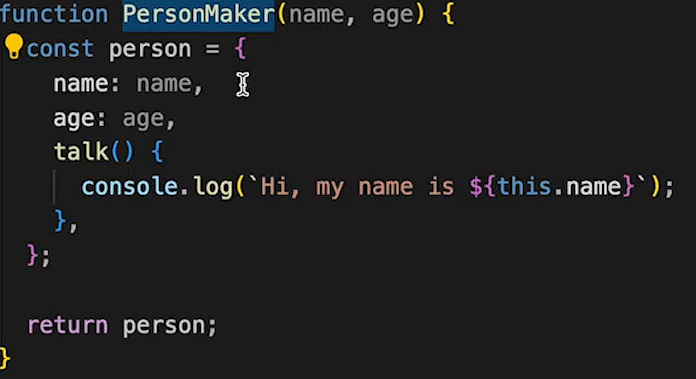 function PersonMaker(name, age) {
  const person = {
    name: name,
    age: age,
    talk() {
      console.log(`Hi, my name is ${this.name}`);
    },
  };

  return person;
}